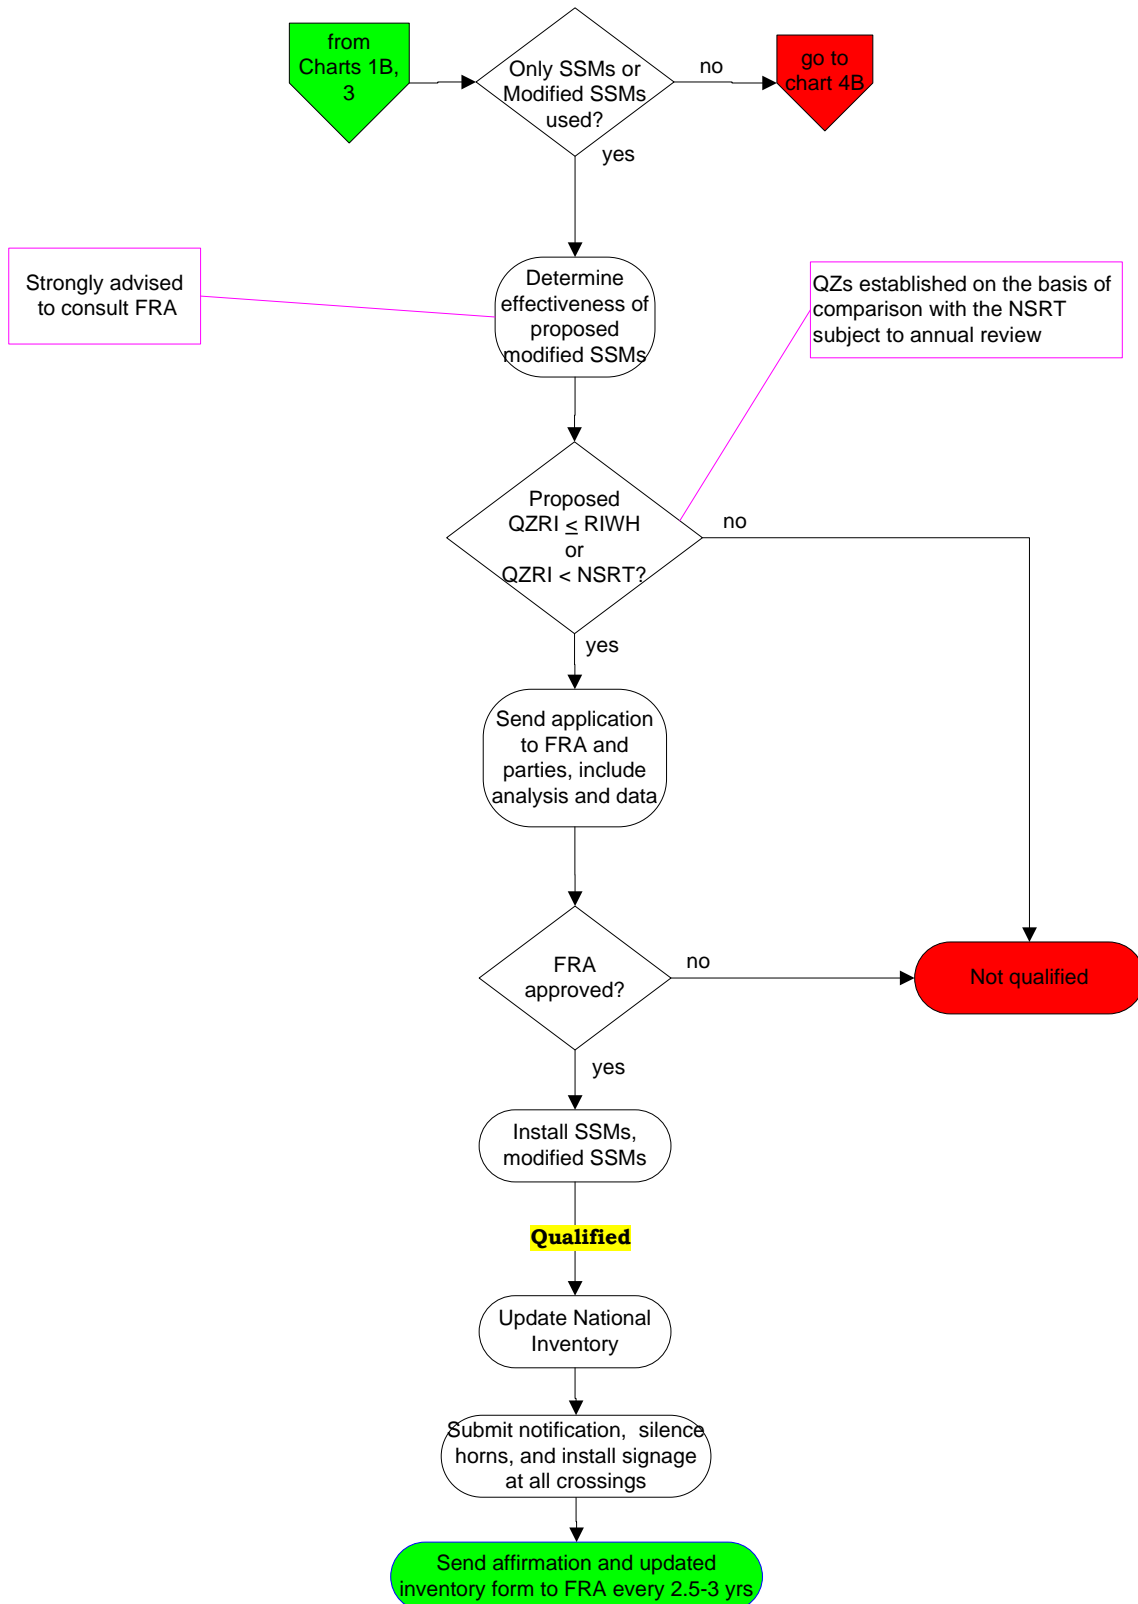 from
Charts 1B,
3
Only SSMs or
Modified SSMs
used?
no
go to
chart 4B
yes
Strongly advised
to consult FRA
Determine
effectiveness of
proposed
modified SSMs
QZs established on the basis of
comparison with the NSRT
subject to annual review
Proposed
QZRI ≤ RIWH
or
QZRI < NSRT?
no
yes
Send application
to FRA and
parties, include
analysis and data
FRA
approved?
no
Not qualified
yes
Install SSMs,
modified SSMs
Qualified
Update National
Inventory
Submit notification, silence
horns, and install signage
at all crossings
Send affirmation and updated
inventory form to FRA every 2.5-3 yrs